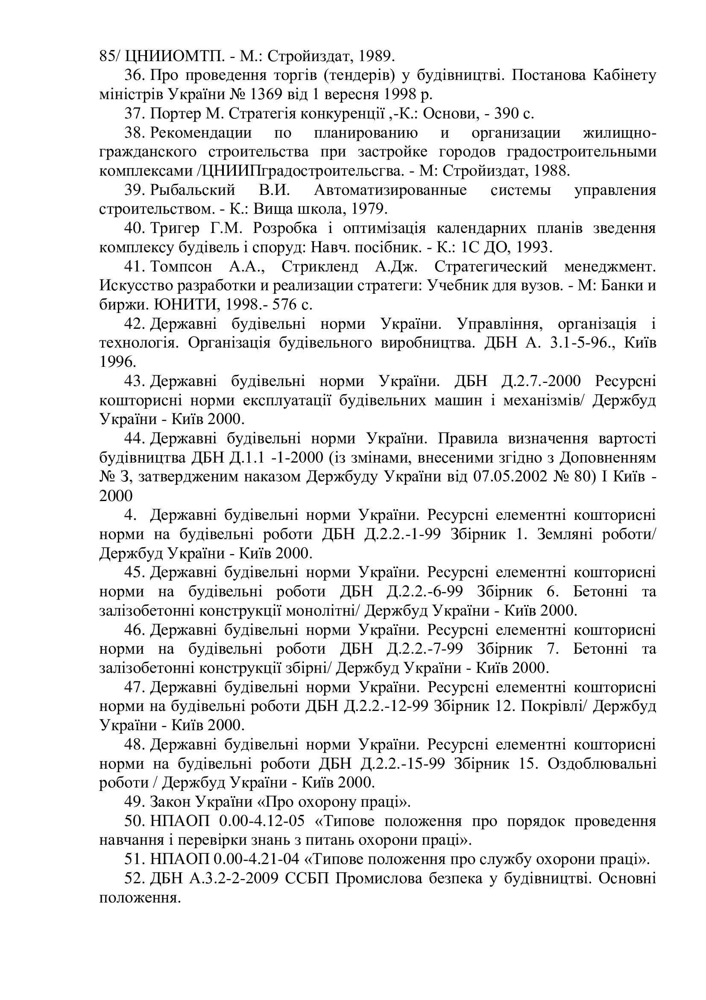 85/ ЦНИИОМТП. - М.: Стройиздат, 1989.
36. Про проведення торгів (тендерів) у будівництві. Постанова Кабінету
міністрів України № 1369 від 1 вересня 1998 р.
37. Портер М. Стратегія конкуренції ,-К.: Основи, - 390 с.
38. Рекомендации по планированию и организации жилищно-
гражданского строительства при застройке городов градостроительными
комплексами /ЦНИИПградостроительсгва. - М: Стройиздат, 1988.
39. Рыбальский В.И. Автоматизированные системы управления
строительством. - К.: Вища школа, 1979.
40. Тригер Г.М. Розробка і оптимізація календарних планів зведення
комплексу будівель і споруд: Навч. посібник. - К.: 1С ДО, 1993.
41. Томпсон А.А., Стрикленд А.Дж. Стратегический менеджмент.
Искусство разработки и реализации стратеги: Учебник для вузов. - М: Банки и
биржи. ЮНИТИ, 1998.- 576 с.
42. Державні будівельні норми України. Управління, організація і
технологія. Організація будівельного виробництва. ДБН А. 3.1-5-96., Київ
1996.
43. Державні будівельні норми України. ДБН Д.2.7.-2000 Ресурсні
кошторисні норми експлуатації будівельних машин і механізмів/ Держбуд
України - Київ 2000.
44. Державні будівельні норми України. Правила визначення вартості
будівництва ДБН Д.1.1 -1-2000 (із змінами, внесеними згідно з Доповненням
№ З, затвердженим наказом Держбуду України від 07.05.2002 № 80) І Київ -
2000
4. Державні будівельні норми України. Ресурсні елементні кошторисні
норми на будівельні роботи ДБН Д.2.2.-1-99 Збірник 1. Земляні роботи/
Держбуд України - Київ 2000.
45. Державні будівельні норми України. Ресурсні елементні кошторисні
норми на будівельні роботи ДБН Д.2.2.-6-99 Збірник 6. Бетонні та
залізобетонні конструкції монолітні/ Держбуд України - Київ 2000.
46. Державні будівельні норми України. Ресурсні елементні кошторисні
норми на будівельні роботи ДБН Д.2.2.-7-99 Збірник 7. Бетонні та
залізобетонні конструкції збірні/ Держбуд України - Київ 2000.
47. Державні будівельні норми України. Ресурсні елементні кошторисні
норми на будівельні роботи ДБН Д.2.2.-12-99 Збірник 12. Покрівлі/ Держбуд
України - Київ 2000.
48. Державні будівельні норми України. Ресурсні елементні кошторисні
норми на будівельні роботи ДБН Д.2.2.-15-99 Збірник 15. Оздоблювальні
роботи / Держбуд України - Київ 2000.
49. Закон України «Про охорону праці».
50. НПАОП 0.00-4.12-05 «Типове положення про порядок проведення
навчання і перевірки знань з питань охорони праці».
51. НПАОП 0.00-4.21-04 «Типове положення про службу охорони праці».
52. ДБН А.3.2-2-2009 ССБП Промислова безпека у будівництві. Основні
положення.